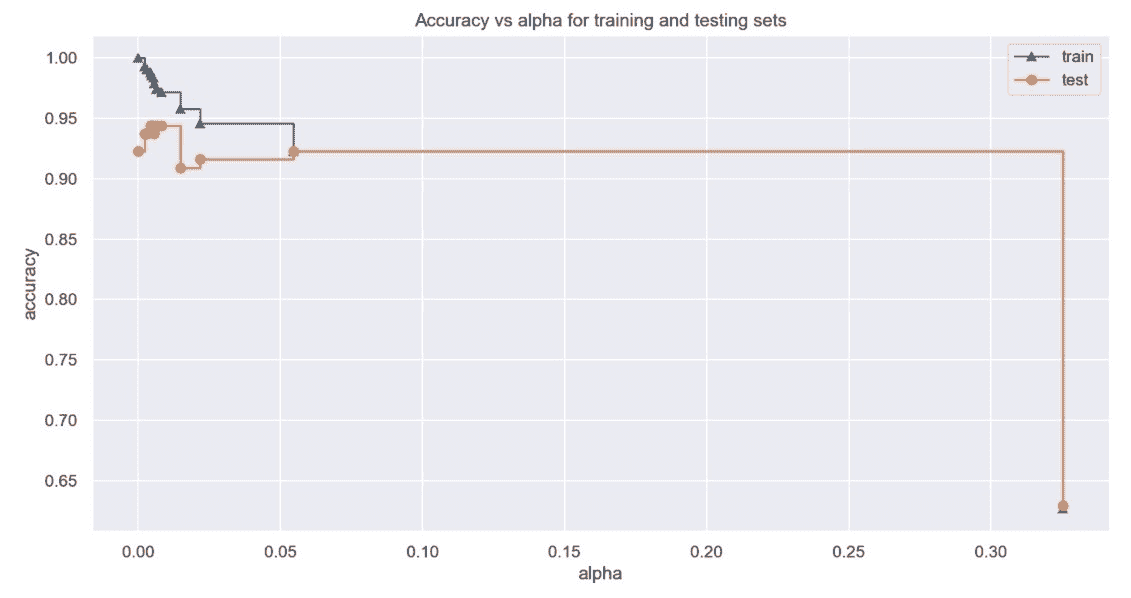 Accuracy vs alpha for training and testing sets
train
test
1.00
0.95
0.90
0.85
0.80
0.75
0.70
0.65
accuracy
0.00 0.05 0.10 0.15 0.20 0.25 0.30
alpha